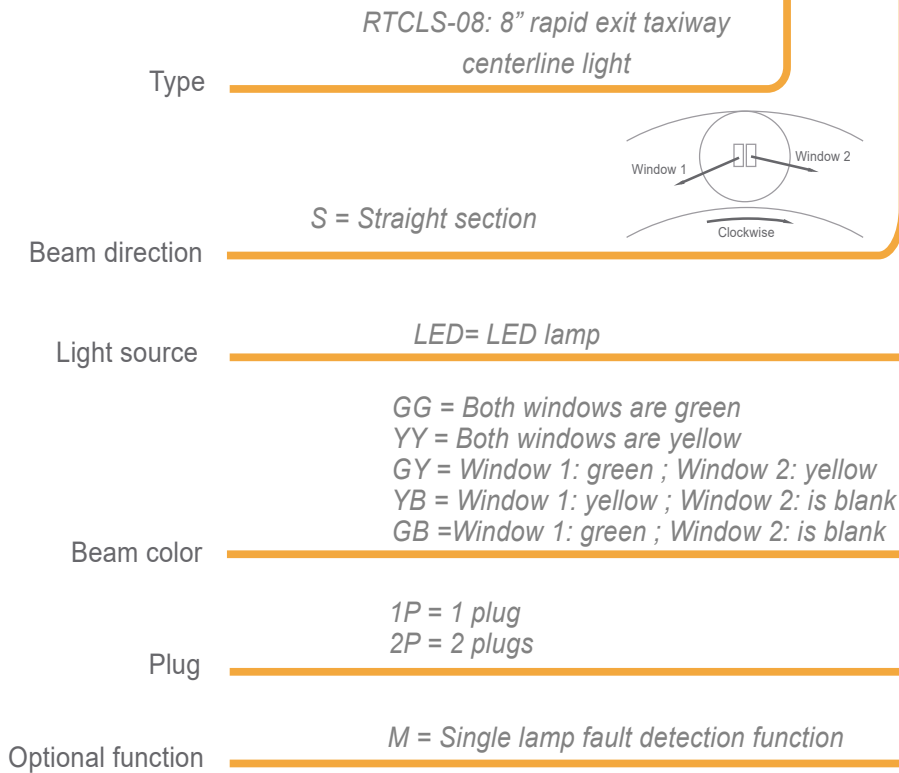 RTCLS-08: 8” rapid exit taxiway
centerline light
Type
Window 1
Window 2
Clockwise
S = Straight section
Beam direction
LED= LED lamp
Light source
GG = Both windows are green
YY = Both windows are yellow
GY = Window 1: green ; Window 2: yellow
YB = Window 1: yellow ; Window 2: is blank
GB =Window 1: green ; Window 2: is blank
Beam color
1P = 1 plug
2P = 2 plugs
Plug
M = Single lamp fault detection function
Optional function